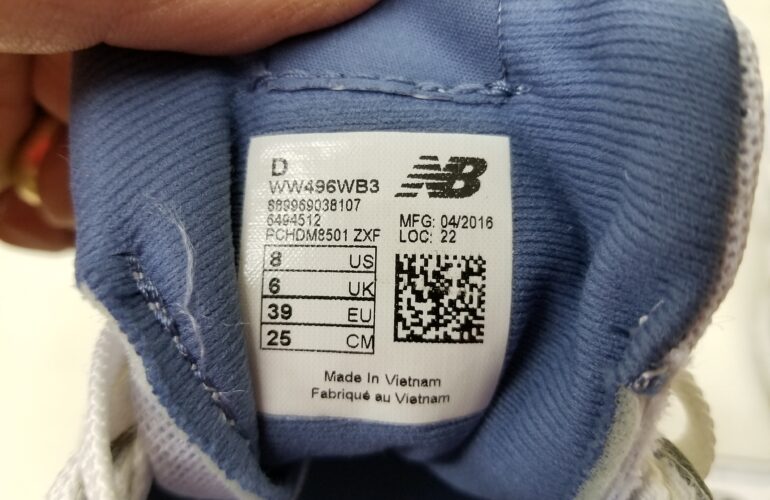 D
WW496WB3
NB
889969038107
6494512
PCHDM8501 ZXF
MFG: 04/2016
LOC: 22
8 US
6 UK
39 EU
25 CM
Made In Vietnam
Fabriqué au Vietnam